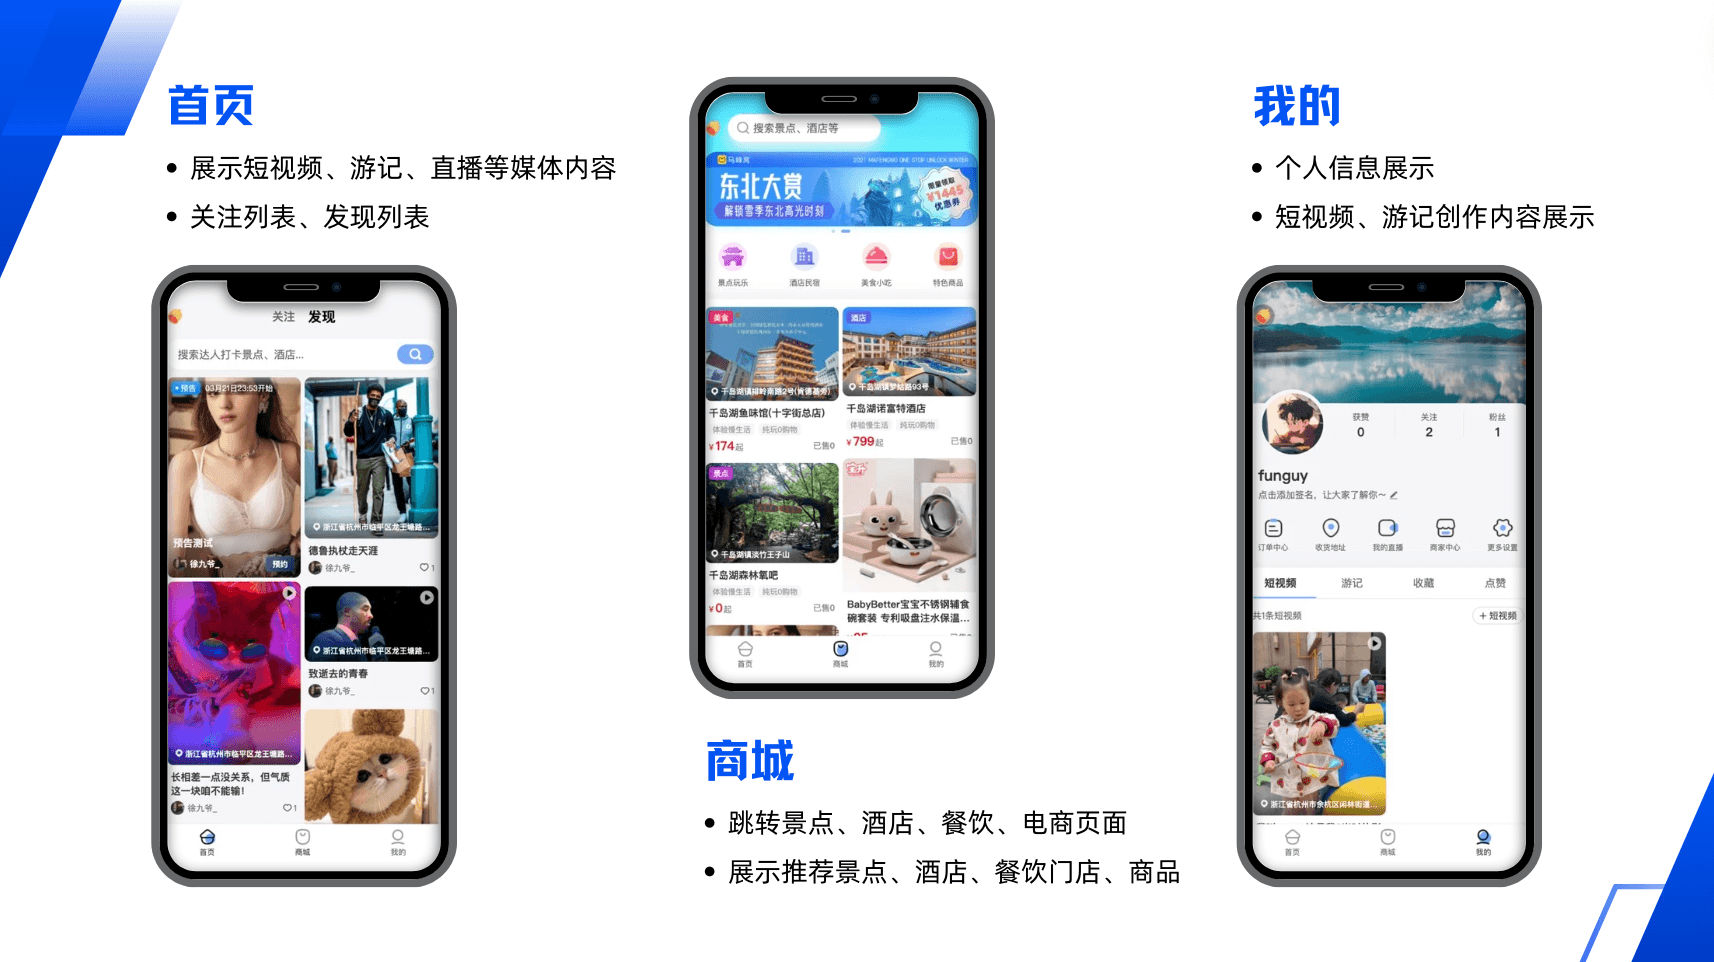 首页
展示短视频、游记、直播等媒体内容
关注列表、发现列表
关注 发现
搜索达人打卡景点、酒店...
预告 03月21日23:53开始
预告测试
徐九爷_ 预约
浙江省杭州市临平区龙王塘路...
德鲁执杖走天涯
徐九爷_ 1
浙江省杭州市临平区龙王塘路...
长相差一点没关系，但气质
这一块咱不能输！
徐九爷_ 1
浙江省杭州市临平区龙王塘路...
致逝去的青春
徐九爷_ 1
首页 商城 我的
搜索景点、酒店等
马蜂窝 2021 MAFENGWO ONE STOP UNLOCK WINTER
东北大赏
解锁雪季东北高光时刻
限量领取
¥1445
优惠券
景点玩乐 酒店民宿 美食小吃 特色商品
美食
千岛湖鱼味馆(十字街总店)
体验慢生活 纯玩0购物
¥174起 已售0
酒店
千岛湖镇梦姑路93号
千岛湖诺富特酒店
体验慢生活 纯玩0购物
¥799起 已售0
景点
千岛湖镇淡竹王子山
千岛湖森林氧吧
体验慢生活 纯玩0购物
¥0起 已售0
BabyBetter宝宝不锈钢辅食
碗套装 专利吸盘注水保温...
首页 商城 我的
商城
跳转景点、酒店、餐饮、电商页面
展示推荐景点、酒店、餐饮门店、商品
我的
个人信息展示
短视频、游记创作内容展示
获赞 关注 粉丝
0 2 1
funguy
点击添加签名，让大家了解你～
订单中心 收货地址 我的直播 商家中心 更多设置
短视频 游记 收藏 点赞
共1条短视频 + 短视频
浙江省杭州市余杭区闲林街道...
首页 商城 我的